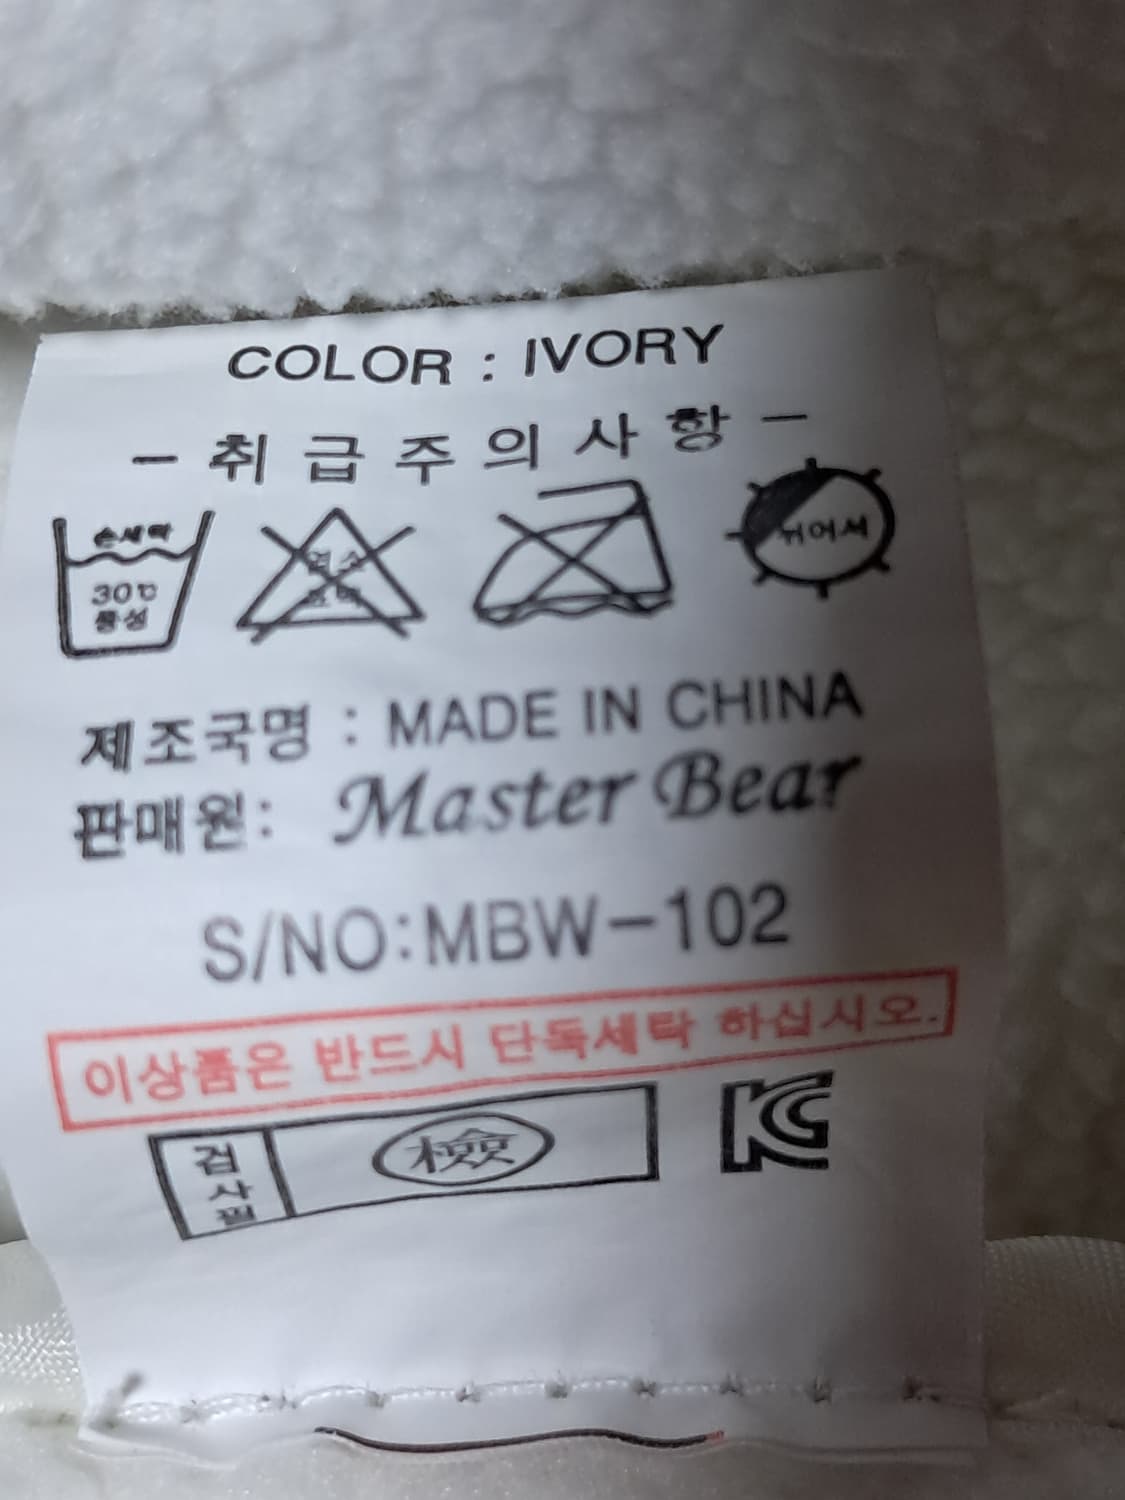 COLOR : IVORY
- 취급주의사항 -
손세탁
30℃
중성
염소
표백
뉘어서
제조국명 : MADE IN CHINA
판매원: Master Bear
S/NO:MBW-102
이상품은 반드시 단독세탁 하십시오.
검사필
檢
KC